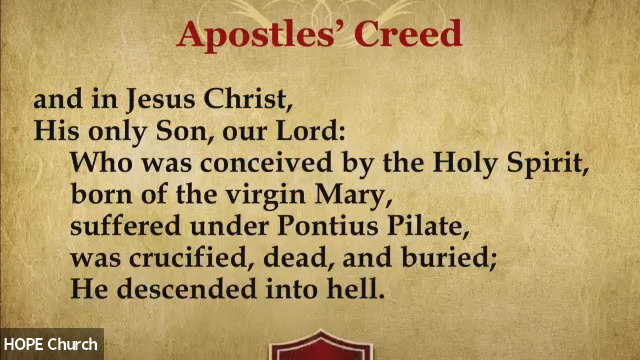 Apostles’ Creed
and in Jesus Christ,
His only Son, our Lord:
Who was conceived by the Holy Spirit,
born of the virgin Mary,
suffered under Pontius Pilate,
was crucified, dead, and buried;
He descended into hell.
HOPE Church